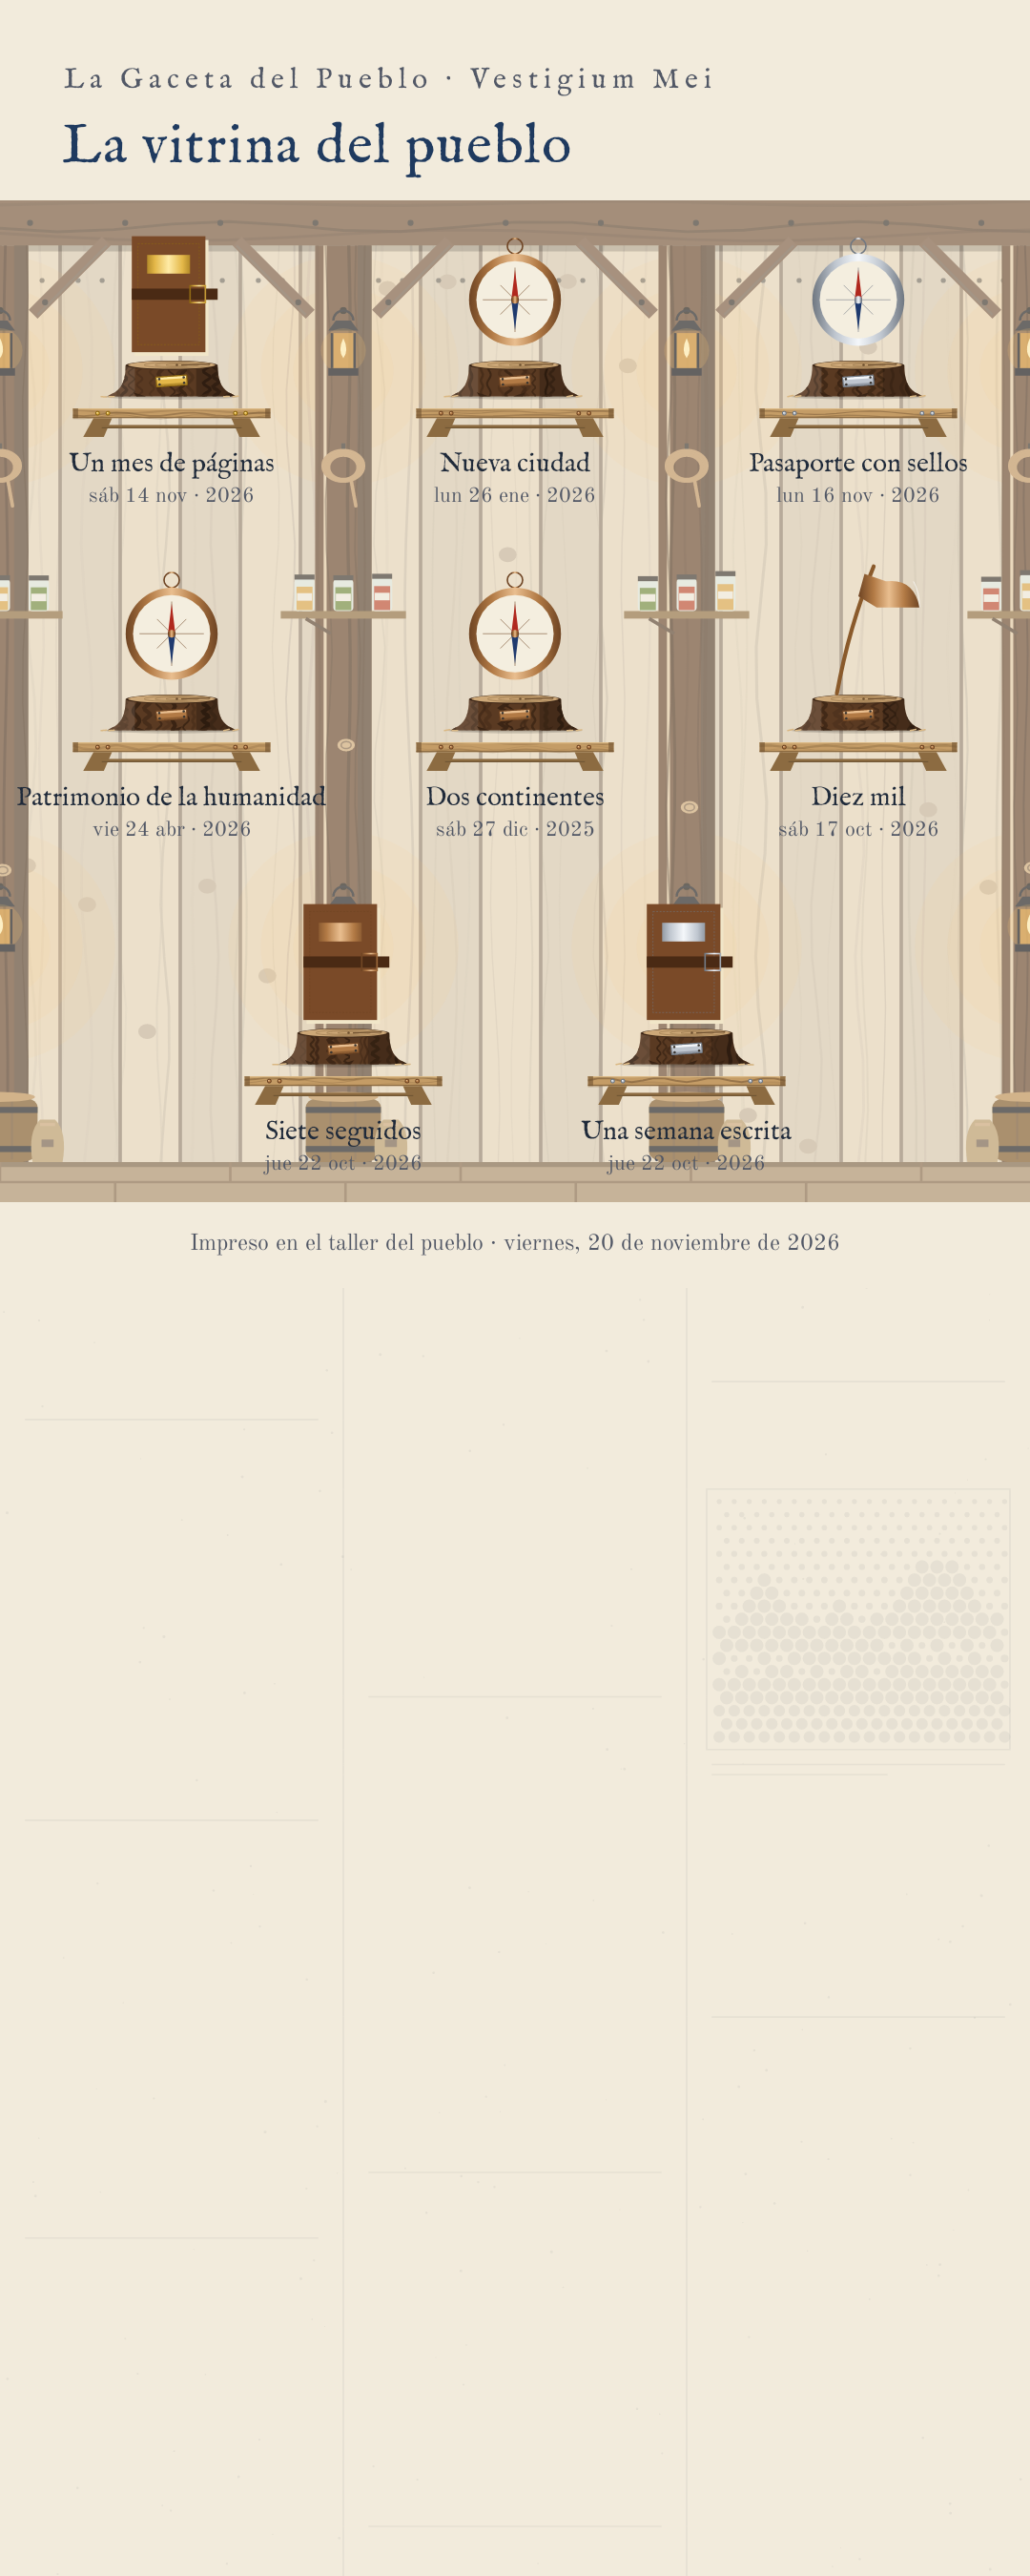 La Gaceta del Pueblo · Vestigium Mei
La vitrina del pueblo
Un mes de páginas
sáb 14 nov · 2026
Nueva ciudad
lun 26 ene · 2026
Pasaporte con sellos
lun 16 nov · 2026
Patrimonio de la humanidad
vie 24 abr · 2026
Dos continentes
sáb 27 dic · 2025
Diez mil
sáb 17 oct · 2026
Siete seguidos
jue 22 oct · 2026
Una semana escrita
jue 22 oct · 2026
Impreso en el taller del pueblo · viernes, 20 de noviembre de 2026